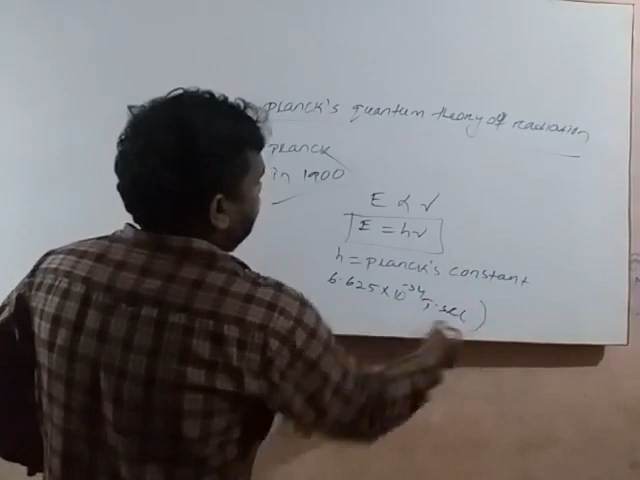 Planck's quantum theory of radiation
Planck
in 1900
E ∝ ν
E = hν
h = Planck's constant
6.625 × 10⁻³⁴ J.sec )